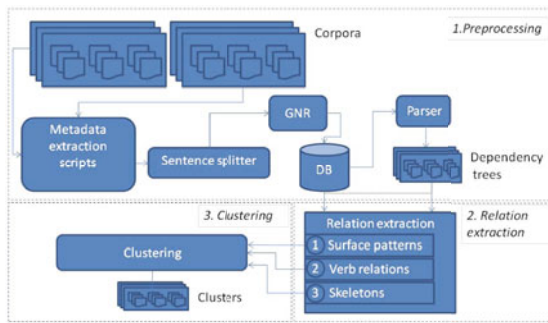 Corpora
1.Preprocessing
Metadata
extraction
scripts
Sentence splitter
GNR
DB
Parser
Dependency
trees
3. Clustering
2. Relation
extraction
Relation extraction
1 Surface patterns
2 Verb relations
3 Skeletons
Clustering
Clusters